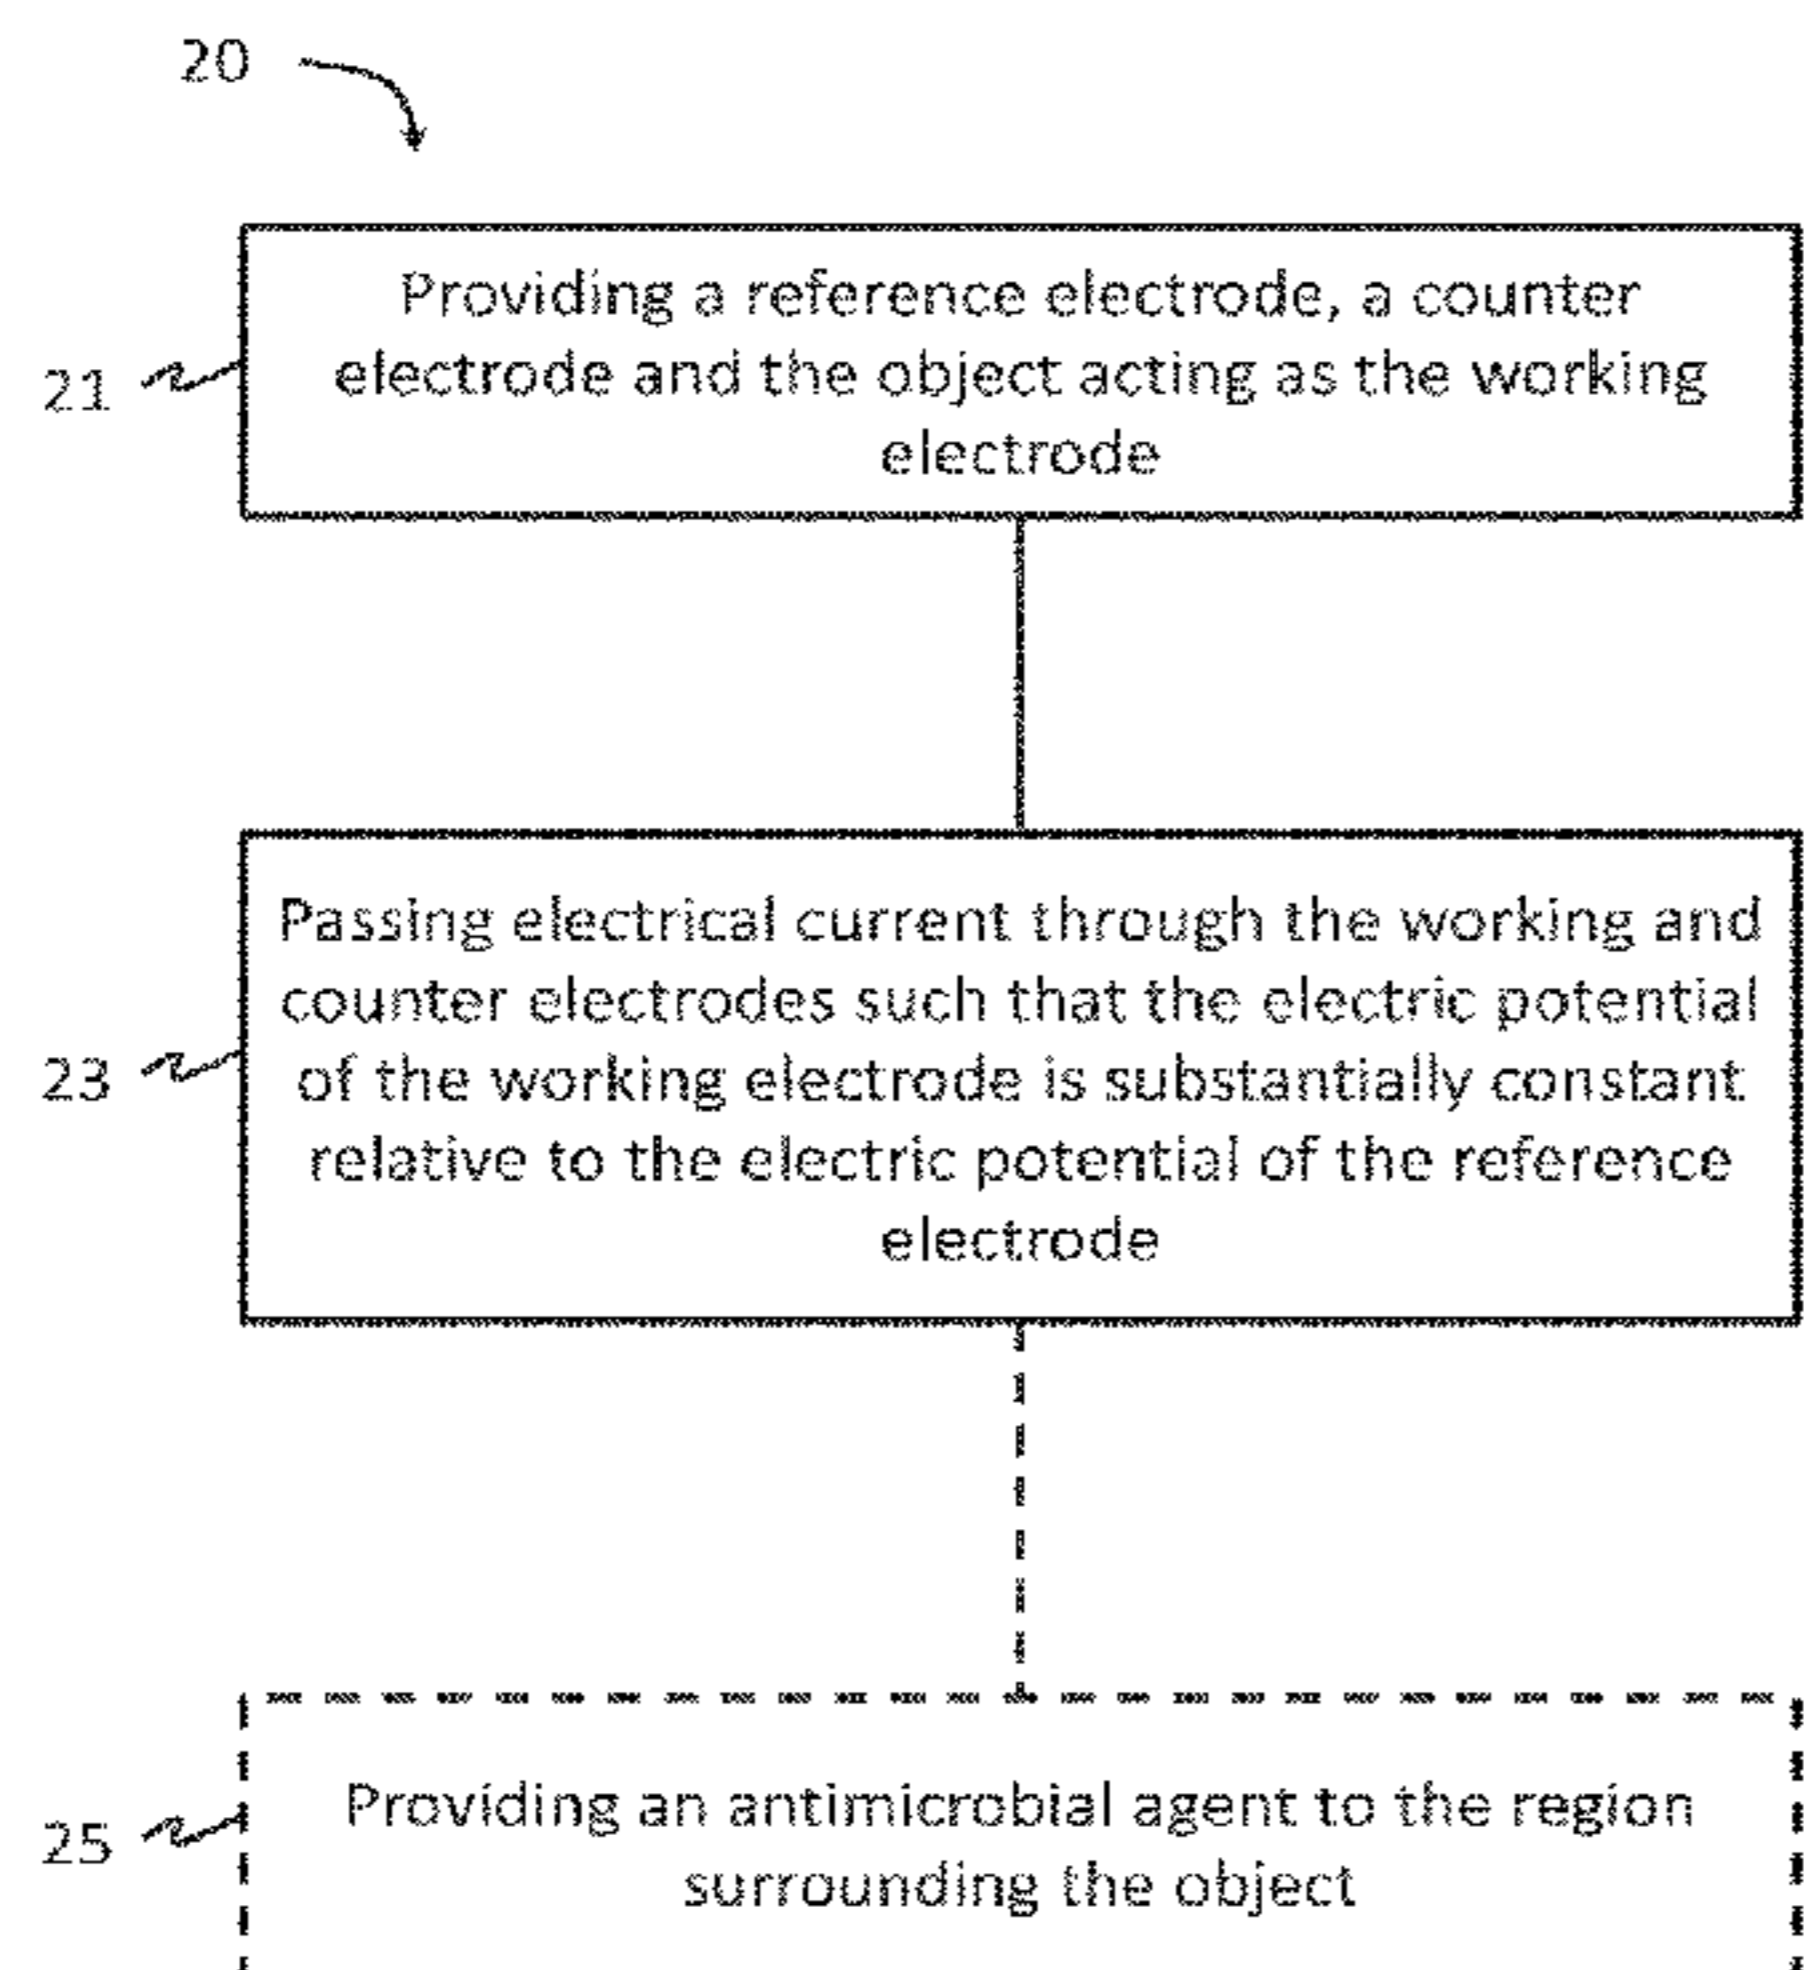 20
Providing a reference electrode, a counter
electrode and the object acting as the working
electrode
21
Passing electrical current through the working and
counter electrodes such that the electric potential
of the working electrode is substantially constant
relative to the electric potential of the reference
electrode
23
Providing an antimicrobial agent to the region
surrounding the object
25